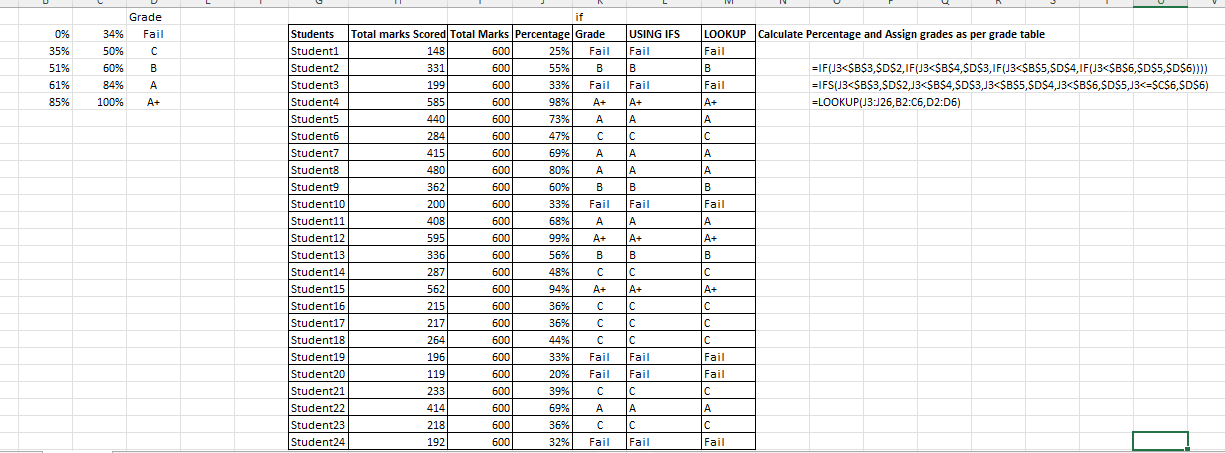 Grade if
0% 34% Fail Students Total marks Scored Total Marks Percentage Grade USING IFS LOOKUP Calculate Percentage and Assign grades as per grade table
35% 50% C Student1 148 600 25% Fail Fail Fail
51% 60% B Student2 331 600 55% B B B =IF(J3<$B$3,$D$2,IF(J3<$B$4,$D$3,IF(J3<$B$5,$D$4,IF(J3<$B$6,$D$5,$D$6))))
61% 84% A Student3 199 600 33% Fail Fail Fail =IFS(J3<$B$3,$D$2,J3<$B$4,$D$3,J3<$B$5,$D$4,J3<$B$6,$D$5,J3<=$C$6,$D$6)
85% 100% A+ Student4 585 600 98% A+ A+ A+ =LOOKUP(J3:J26,B2:C6,D2:D6)
Student5 440 600 73% A A A
Student6 284 600 47% C C C
Student7 415 600 69% A A A
Student8 480 600 80% A A A
Student9 362 600 60% B B B
Student10 200 600 33% Fail Fail Fail
Student11 408 600 68% A A A
Student12 595 600 99% A+ A+ A+
Student13 336 600 56% B B B
Student14 287 600 48% C C C
Student15 562 600 94% A+ A+ A+
Student16 215 600 36% C C C
Student17 217 600 36% C C C
Student18 264 600 44% C C C
Student19 196 600 33% Fail Fail Fail
Student20 119 600 20% Fail Fail Fail
Student21 233 600 39% C C C
Student22 414 600 69% A A A
Student23 218 600 36% C C C
Student24 192 600 32% Fail Fail Fail